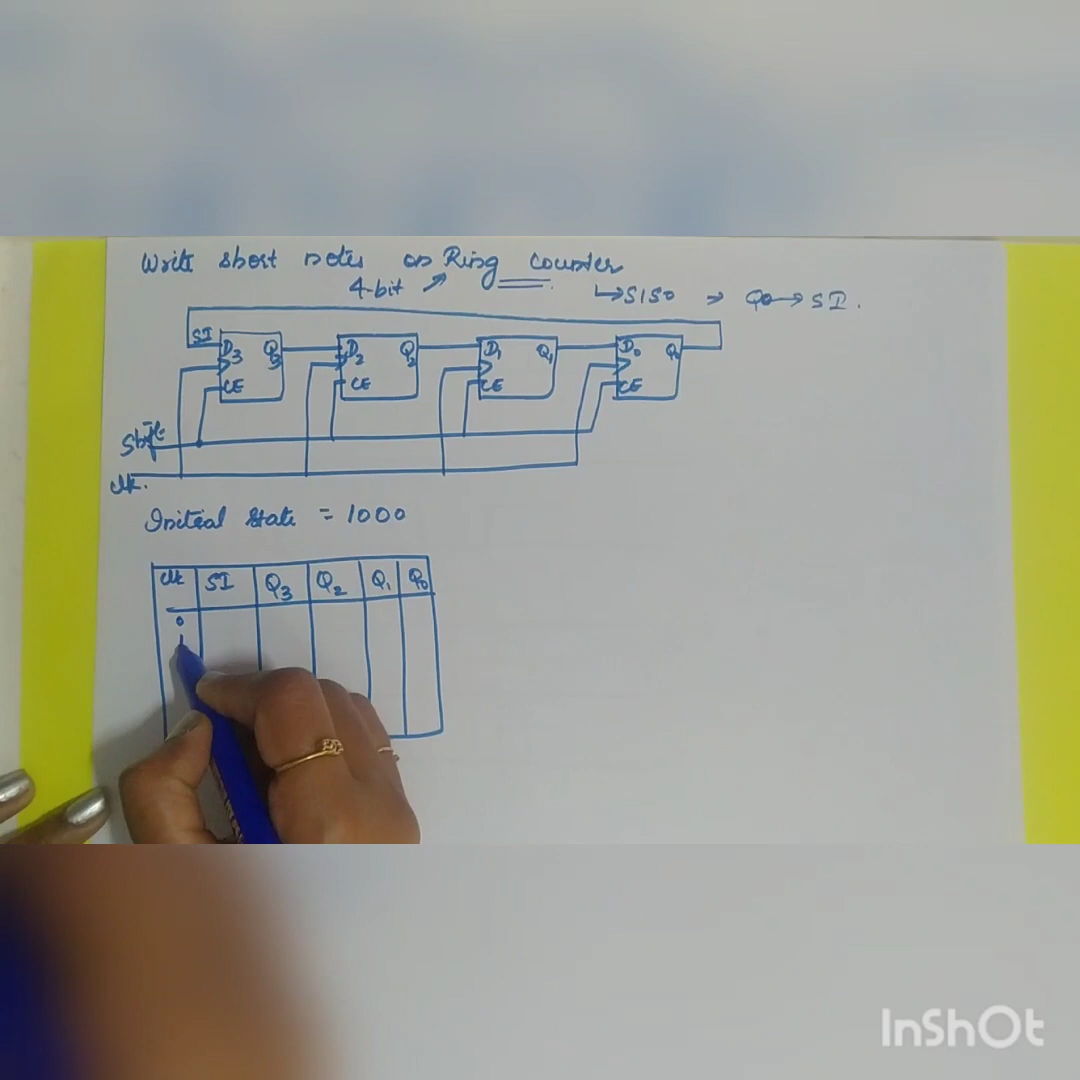 Write short notes on Ring counter
4-bit ↗ ↳ SISO ⇒ Q0 → SI.
SI
D3 Q3 D2 Q2 D1 Q1 D0 Q0
CE CE CE CE
Shift
clk.
Initial state = 1000
clk SI Q3 Q2 Q1 Q0
0
1
InShOt